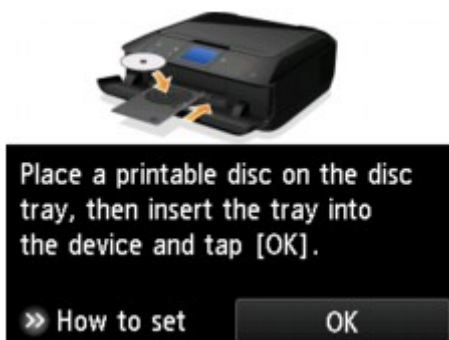 Place a printable disc on the disc
tray, then insert the tray into
the device and tap [OK].
How to set
OK